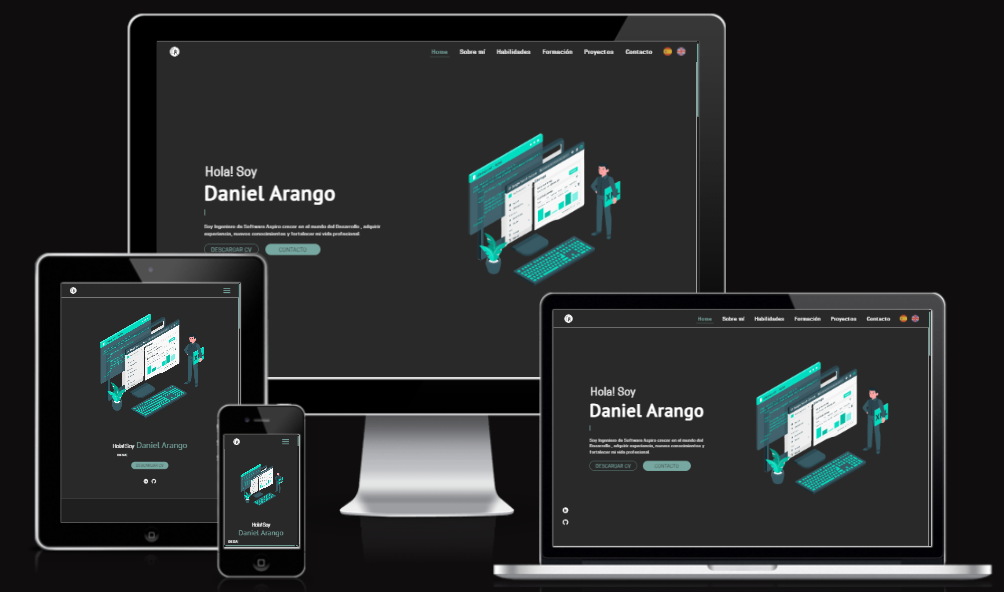 Home Sobre mí Habilidades Formación Proyectos Contacto
Hola! Soy
Daniel Arango
Soy Ingeniero de Software Aspiro crecer en el mundo del Desarrollo , adquirir
experiencia, nuevos conocimientos y fortalecer mi vida profesional
DESCARGAR CV CONTACTO
Hola! Soy Daniel Arango
DESCARGAR CV
Hola! Soy
Daniel Arango
Home Sobre mí Habilidades Formación Proyectos Contacto
Hola! Soy
Daniel Arango
Soy Ingeniero de Software Aspiro crecer en el mundo del
Desarrollo , adquirir experiencia, nuevos conocimientos y
fortalecer mi vida profesional
DESCARGAR CV CONTACTO